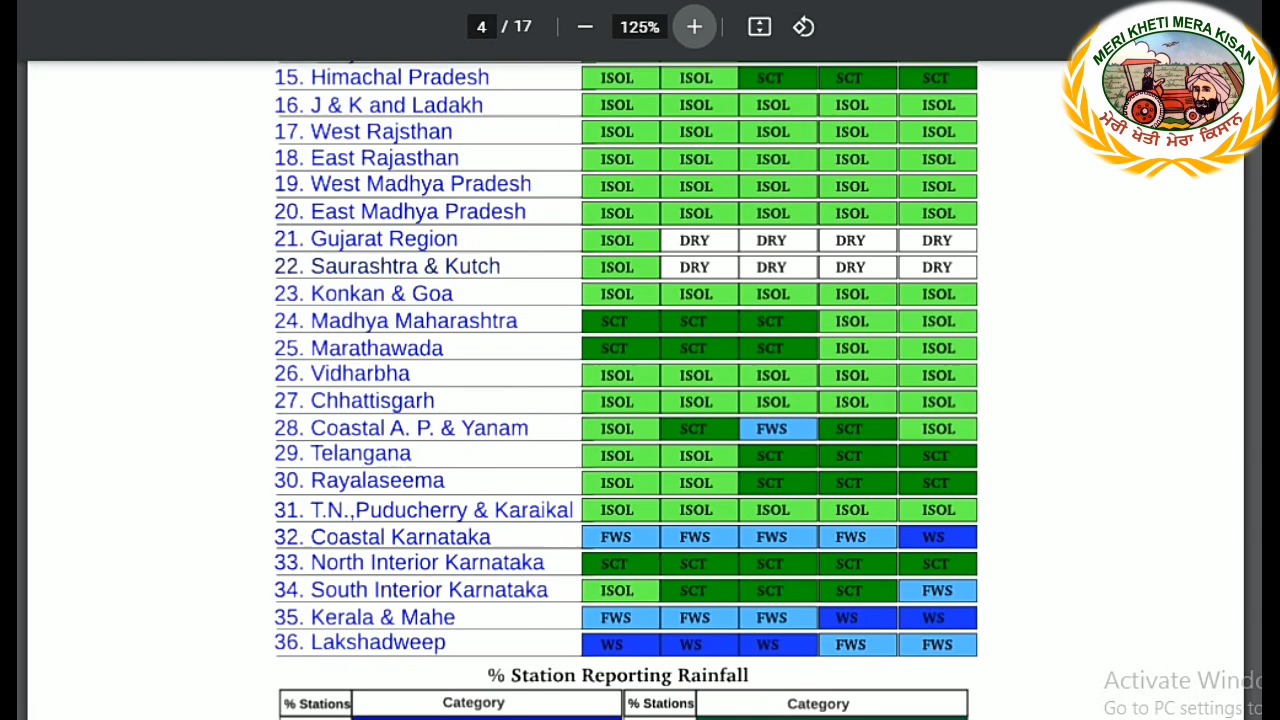 4 / 17 125%
MERI KHETI MERA KISAN
ਮੇਰੀ ਖੇਤੀ ਮੇਰਾ ਕਿਸਾਨ
15. Himachal Pradesh ISOL ISOL SCT SCT SCT
16. J & K and Ladakh ISOL ISOL ISOL ISOL ISOL
17. West Rajsthan ISOL ISOL ISOL ISOL ISOL
18. East Rajasthan ISOL ISOL ISOL ISOL ISOL
19. West Madhya Pradesh ISOL ISOL ISOL ISOL ISOL
20. East Madhya Pradesh ISOL ISOL ISOL ISOL ISOL
21. Gujarat Region ISOL DRY DRY DRY DRY
22. Saurashtra & Kutch ISOL DRY DRY DRY DRY
23. Konkan & Goa ISOL ISOL ISOL ISOL ISOL
24. Madhya Maharashtra SCT SCT SCT ISOL ISOL
25. Marathawada SCT SCT SCT ISOL ISOL
26. Vidharbha ISOL ISOL ISOL ISOL ISOL
27. Chhattisgarh ISOL ISOL ISOL ISOL ISOL
28. Coastal A. P. & Yanam ISOL SCT FWS SCT ISOL
29. Telangana ISOL ISOL SCT SCT SCT
30. Rayalaseema ISOL ISOL SCT SCT SCT
31. T.N.,Puducherry & Karaikal ISOL ISOL ISOL ISOL ISOL
32. Coastal Karnataka FWS FWS FWS FWS WS
33. North Interior Karnataka SCT SCT SCT SCT SCT
34. South Interior Karnataka ISOL SCT SCT SCT FWS
35. Kerala & Mahe FWS FWS FWS WS WS
36. Lakshadweep WS WS WS FWS FWS
% Station Reporting Rainfall
% Stations Category % Stations Category
Activate Windo
Go to PC settings to